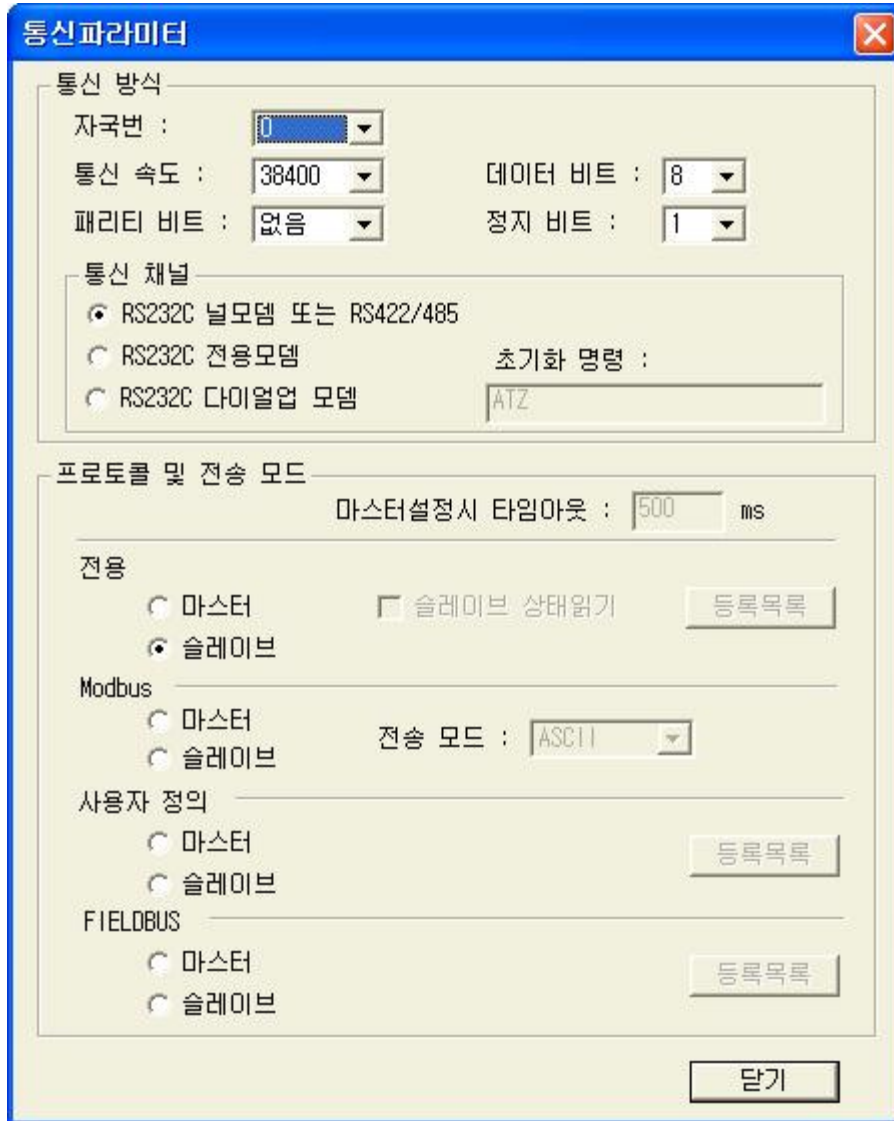 통신파라미터
통신 방식
자국번 : 0
통신 속도 : 38400 데이터 비트 : 8
패리티 비트 : 없음 정지 비트 : 1
통신 채널
RS232C 널모뎀 또는 RS422/485
RS232C 전용모뎀 초기화 명령 :
RS232C 다이얼업 모뎀 ATZ
프로토콜 및 전송 모드
마스터설정시 타임아웃 : 500 ms
전용
마스터 슬레이브 상태읽기 등록목록
슬레이브
Modbus
마스터 전송 모드 : ASCII
슬레이브
사용자 정의
마스터 등록목록
슬레이브
FIELDBUS
마스터 등록목록
슬레이브
닫기